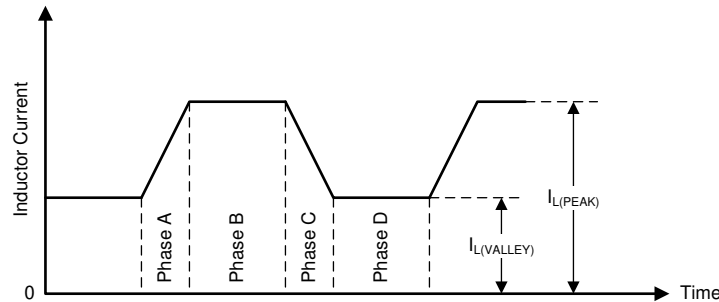 Inductor Current
Phase A
Phase B
Phase C
Phase D
I_L(VALLEY)
I_L(PEAK)
0
Time